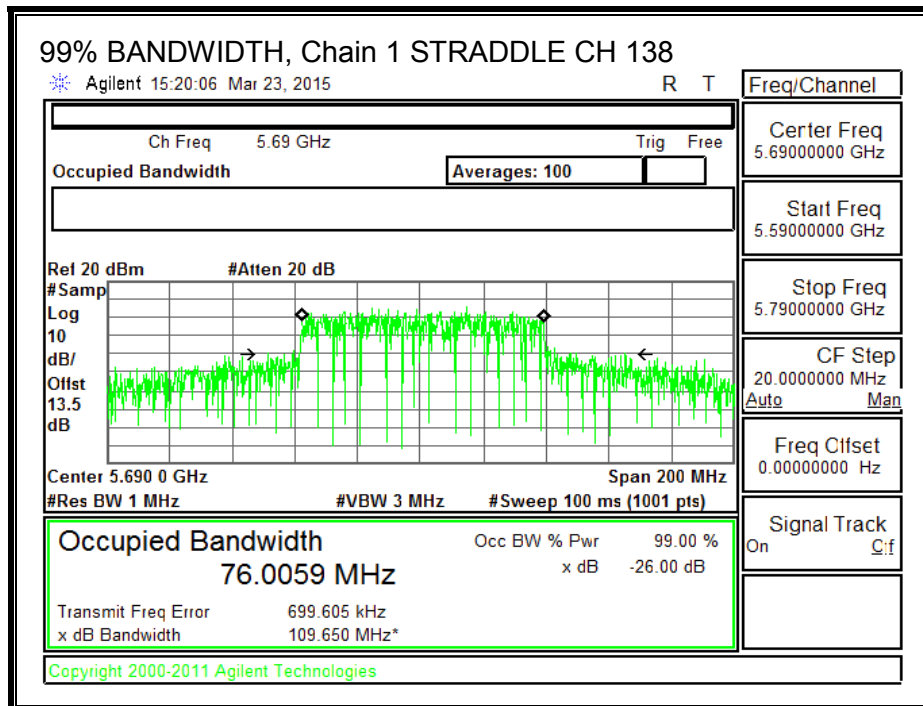 99% BANDWIDTH, Chain 1 STRADDLE CH 138
Agilent 15:20:06 Mar 23, 2015 R T
Ch Freq 5.69 GHz Trig Free
Occupied Bandwidth Averages: 100
Ref 20 dBm #Atten 20 dB
#Samp
Log
10
dB/
Offst
13.5
dB
Center 5.690 0 GHz Span 200 MHz
#Res BW 1 MHz #VBW 3 MHz #Sweep 100 ms (1001 pts)
Occupied Bandwidth Occ BW % Pwr 99.00 %
76.0059 MHz x dB -26.00 dB
Transmit Freq Error 699.605 kHz
x dB Bandwidth 109.650 MHz*
Copyright 2000-2011 Agilent Technologies
Freq/Channel
Center Freq
5.69000000 GHz
Start Freq
5.59000000 GHz
Stop Freq
5.79000000 GHz
CF Step
20.0000000 MHz
Auto Man
Freq Offset
0.00000000 Hz
Signal Track
On Off